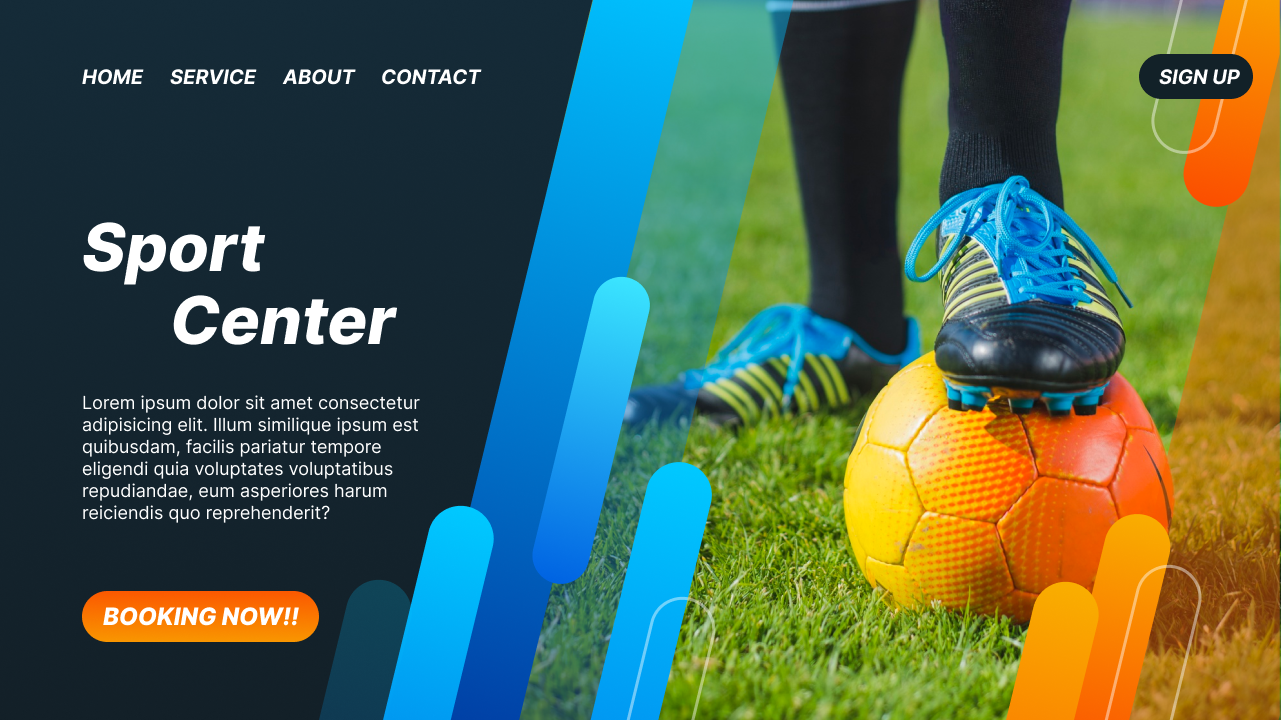 HOME SERVICE ABOUT CONTACT
SIGN UP
Sport
Center
Lorem ipsum dolor sit amet consectetur
adipisicing elit. Illum similique ipsum est
quibusdam, facilis pariatur tempore
eligendi quia voluptates voluptatibus
repudiandae, eum asperiores harum
reiciendis quo reprehenderit?
BOOKING NOW!!